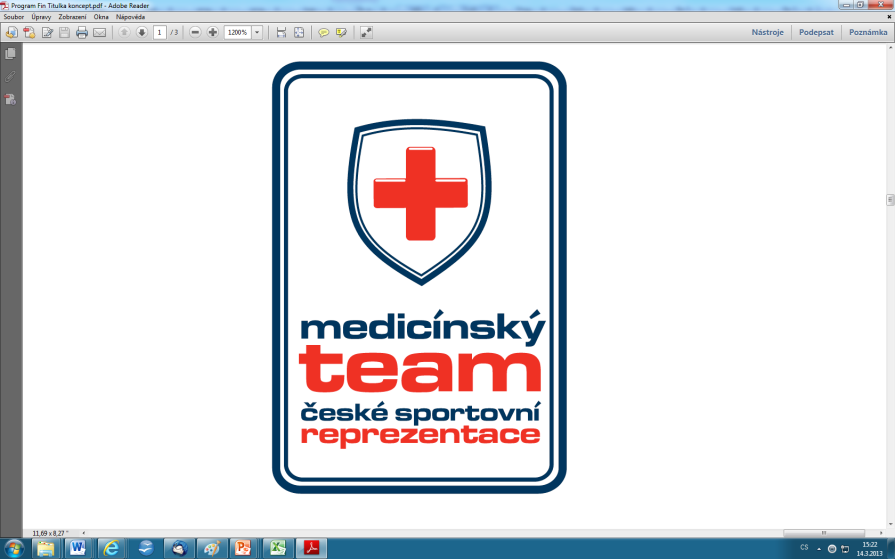 Program Fin Titulka koncept.pdf - Adobe Reader
Soubor Úpravy Zobrazení Okna Nápověda
1 / 3 1200% Nástroje Podepsat Poznámka
medicínský
team
české sportovní
reprezentace
11,69 x 8,27 "
CS 15:22
14.3.2013